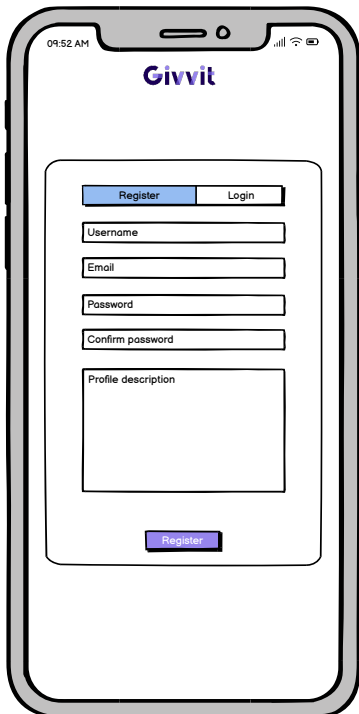 09:52 AM
Givvit
Register Login
Username
Email
Password
Confirm password
Profile description
Register